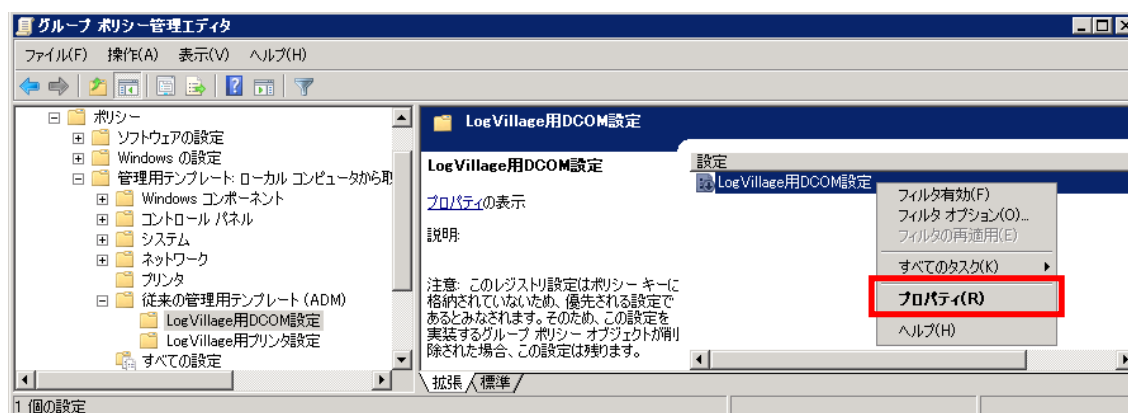 グループ ポリシー管理エディタ
ファイル(F) 操作(A) 表示(V) ヘルプ(H)
ポリシー
ソフトウェアの設定
Windows の設定
管理用テンプレート: ローカル コンピュータから取
Windows コンポーネント
コントロール パネル
システム
ネットワーク
プリンタ
従来の管理用テンプレート (ADM)
LogVillage用DCOM設定
LogVillage用プリンタ設定
すべての設定
LogVillage用DCOM設定
LogVillage用DCOM設定
プロパティの表示
説明:
注意: このレジストリ設定はポリシー キーに
格納されていないため、優先される設定で
あるとみなされます。そのため、この設定を
実装するグループ ポリシー オブジェクトが削
除された場合、この設定は残ります。
設定
LogVillage用DCOM設定
フィルタ有効(F)
フィルタ オプション(O)...
フィルタの再適用(E)
すべてのタスク(K)
プロパティ(R)
ヘルプ(H)
拡張 標準
1 個の設定